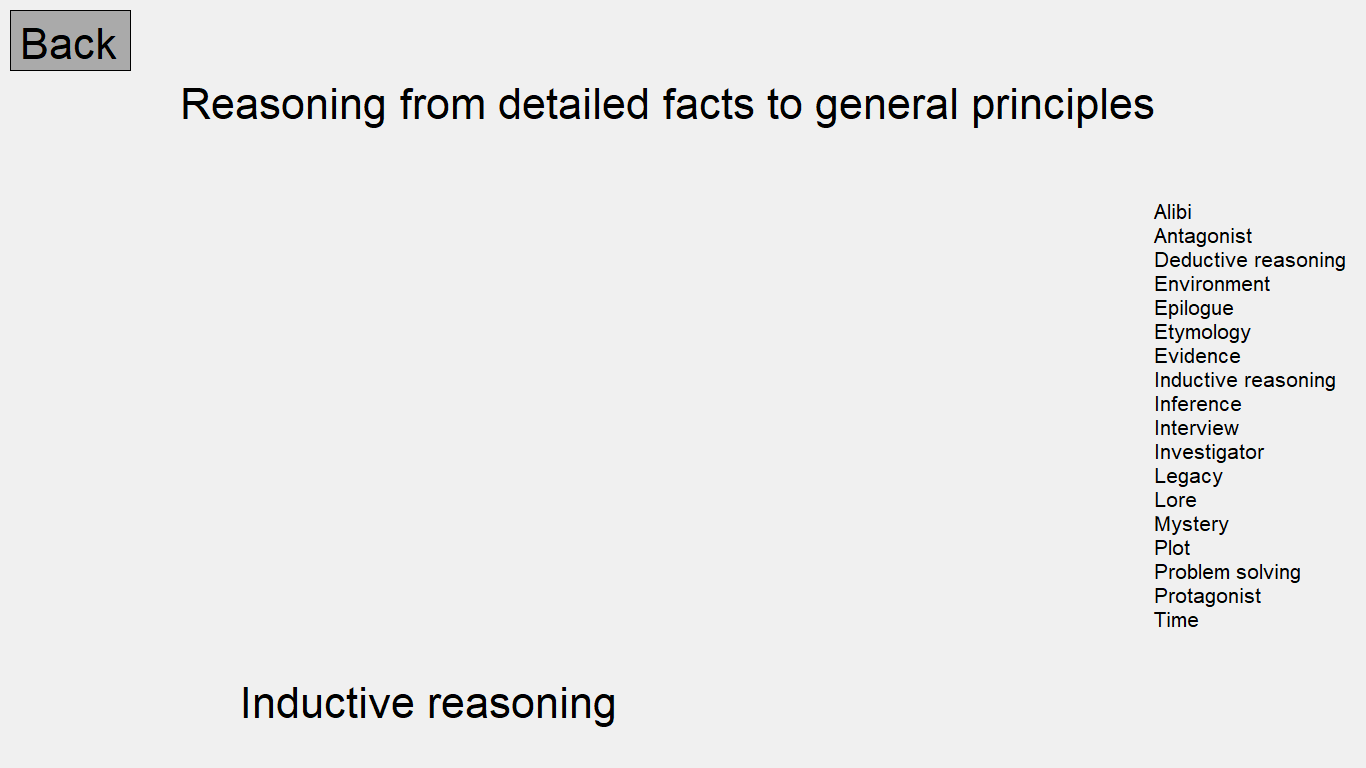 Back
Reasoning from detailed facts to general principles
Alibi
Antagonist
Deductive reasoning
Environment
Epilogue
Etymology
Evidence
Inductive reasoning
Inference
Interview
Investigator
Legacy
Lore
Mystery
Plot
Problem solving
Protagonist
Time
Inductive reasoning